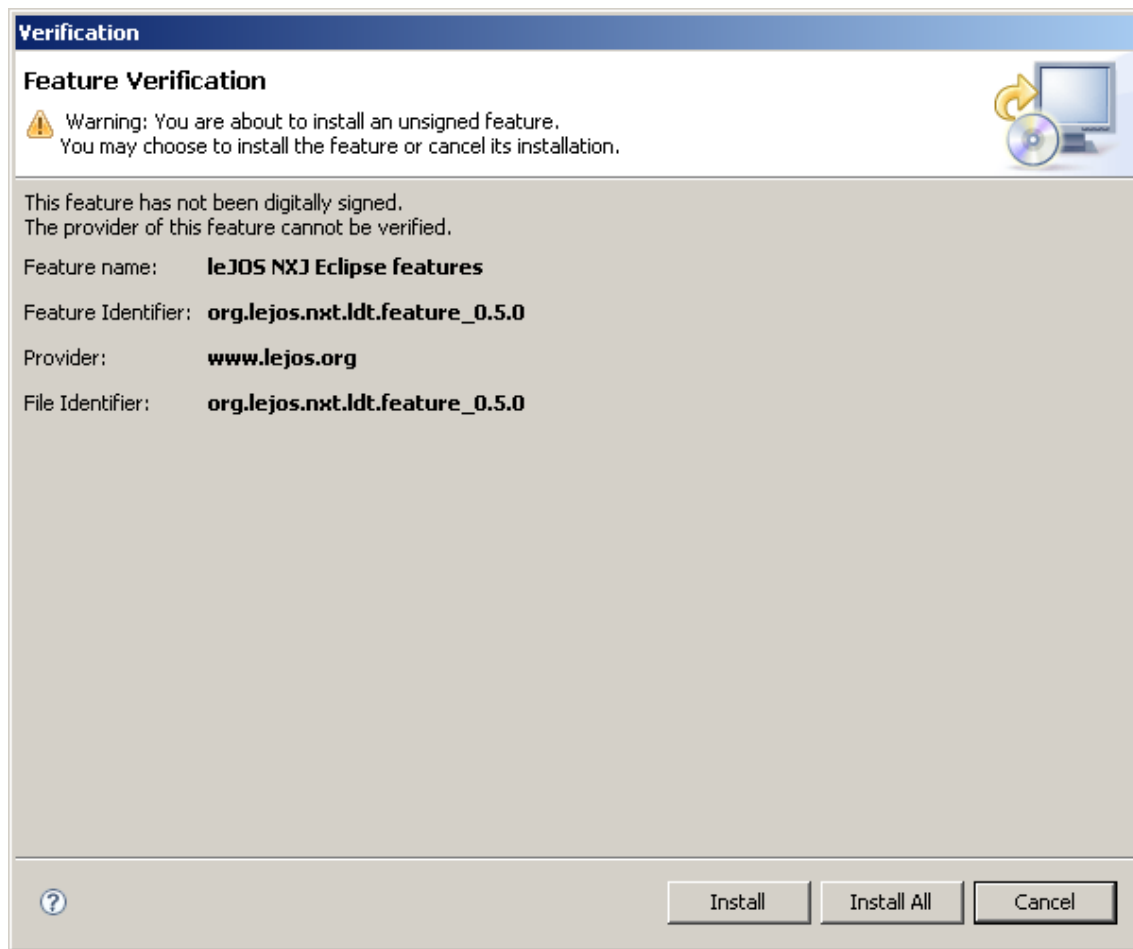 Verification
Feature Verification
Warning: You are about to install an unsigned feature.
You may choose to install the feature or cancel its installation.
This feature has not been digitally signed.
The provider of this feature cannot be verified.
Feature name: leJOS NXJ Eclipse features
Feature Identifier: org.lejos.nxt.ldt.feature_0.5.0
Provider: www.lejos.org
File Identifier: org.lejos.nxt.ldt.feature_0.5.0
? Install Install All Cancel